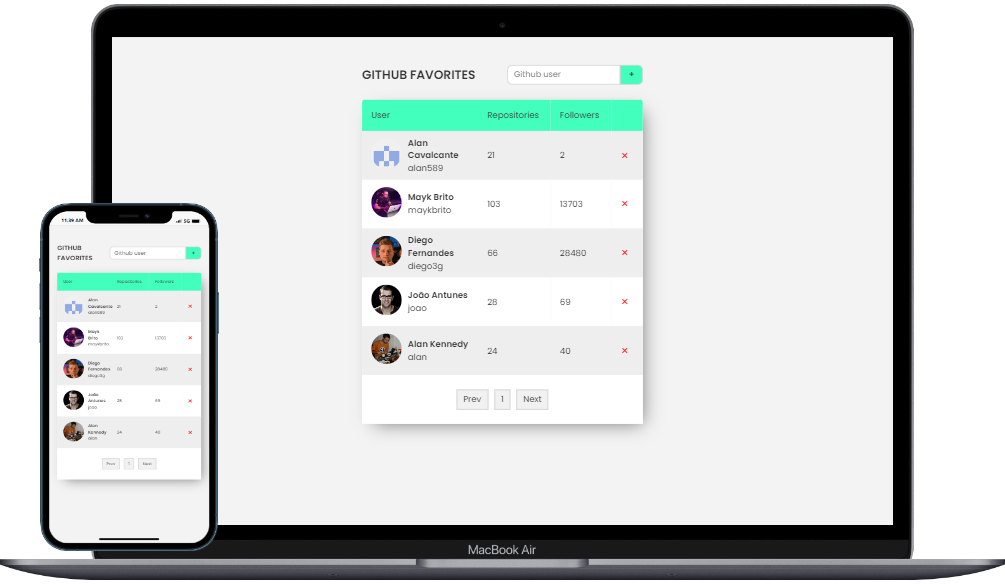 GITHUB FAVORITES
Github user
+
User Repositories Followers
Alan
Cavalcante
alan589
21 2 ×
Mayk Brito
maykbrito
103 13703 ×
Diego
Fernandes
diego3g
66 28480 ×
João Antunes
joao
28 69 ×
Alan Kennedy
alan
24 40 ×
Prev 1 Next
11:39 AM 5G
GITHUB
FAVORITES
Github user
+
User Repositories Followers
Alan
Cavalcante
alan589
21 2 ×
Mayk
Brito
maykbrito
103 13703 ×
Diego
Fernandes
diego3g
66 28480 ×
João
Antunes
joao
28 69 ×
Alan
Kennedy
alan
24 40 ×
Prev 1 Next
MacBook Air